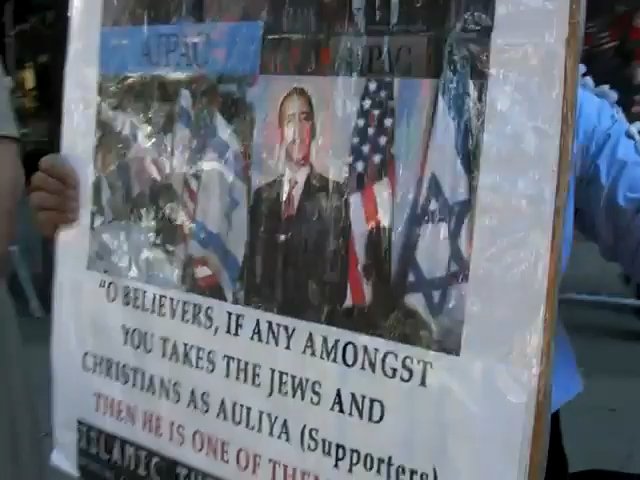 AIPAC
AIPAC
"O BELIEVERS, IF ANY AMONGST
YOU TAKES THE JEWS AND
CHRISTIANS AS AULIYA (Supporters)
THEN HE IS ONE OF THEM
ISLAMIC